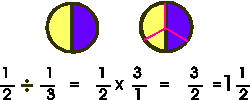 1/2 ÷ 1/3 = 1/2 x 3/1 = 3/2 = 1 1/2